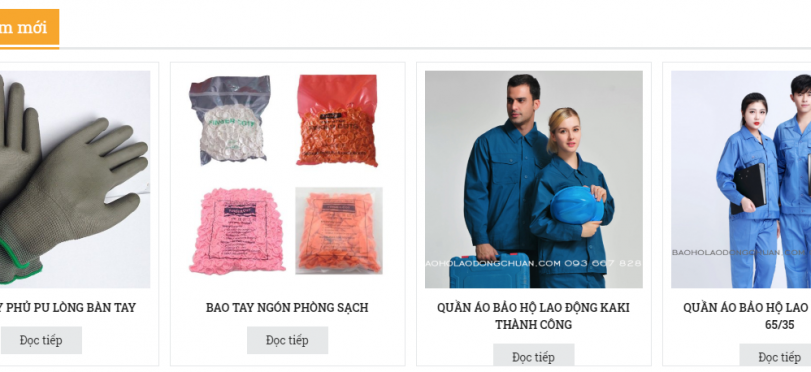 m mới
Y PHỦ PU LÒNG BÀN TAY
Đọc tiếp
BAO TAY NGÓN PHÒNG SẠCH
Đọc tiếp
AOHOLAODONGCHUAN.COM 093 667 828
QUẦN ÁO BẢO HỘ LAO ĐỘNG KAKI
THÀNH CÔNG
Đọc tiếp
BAOHOLAODONGCHUAN
QUẦN ÁO BẢO HỘ LAO
65/35
Đọc tiếp